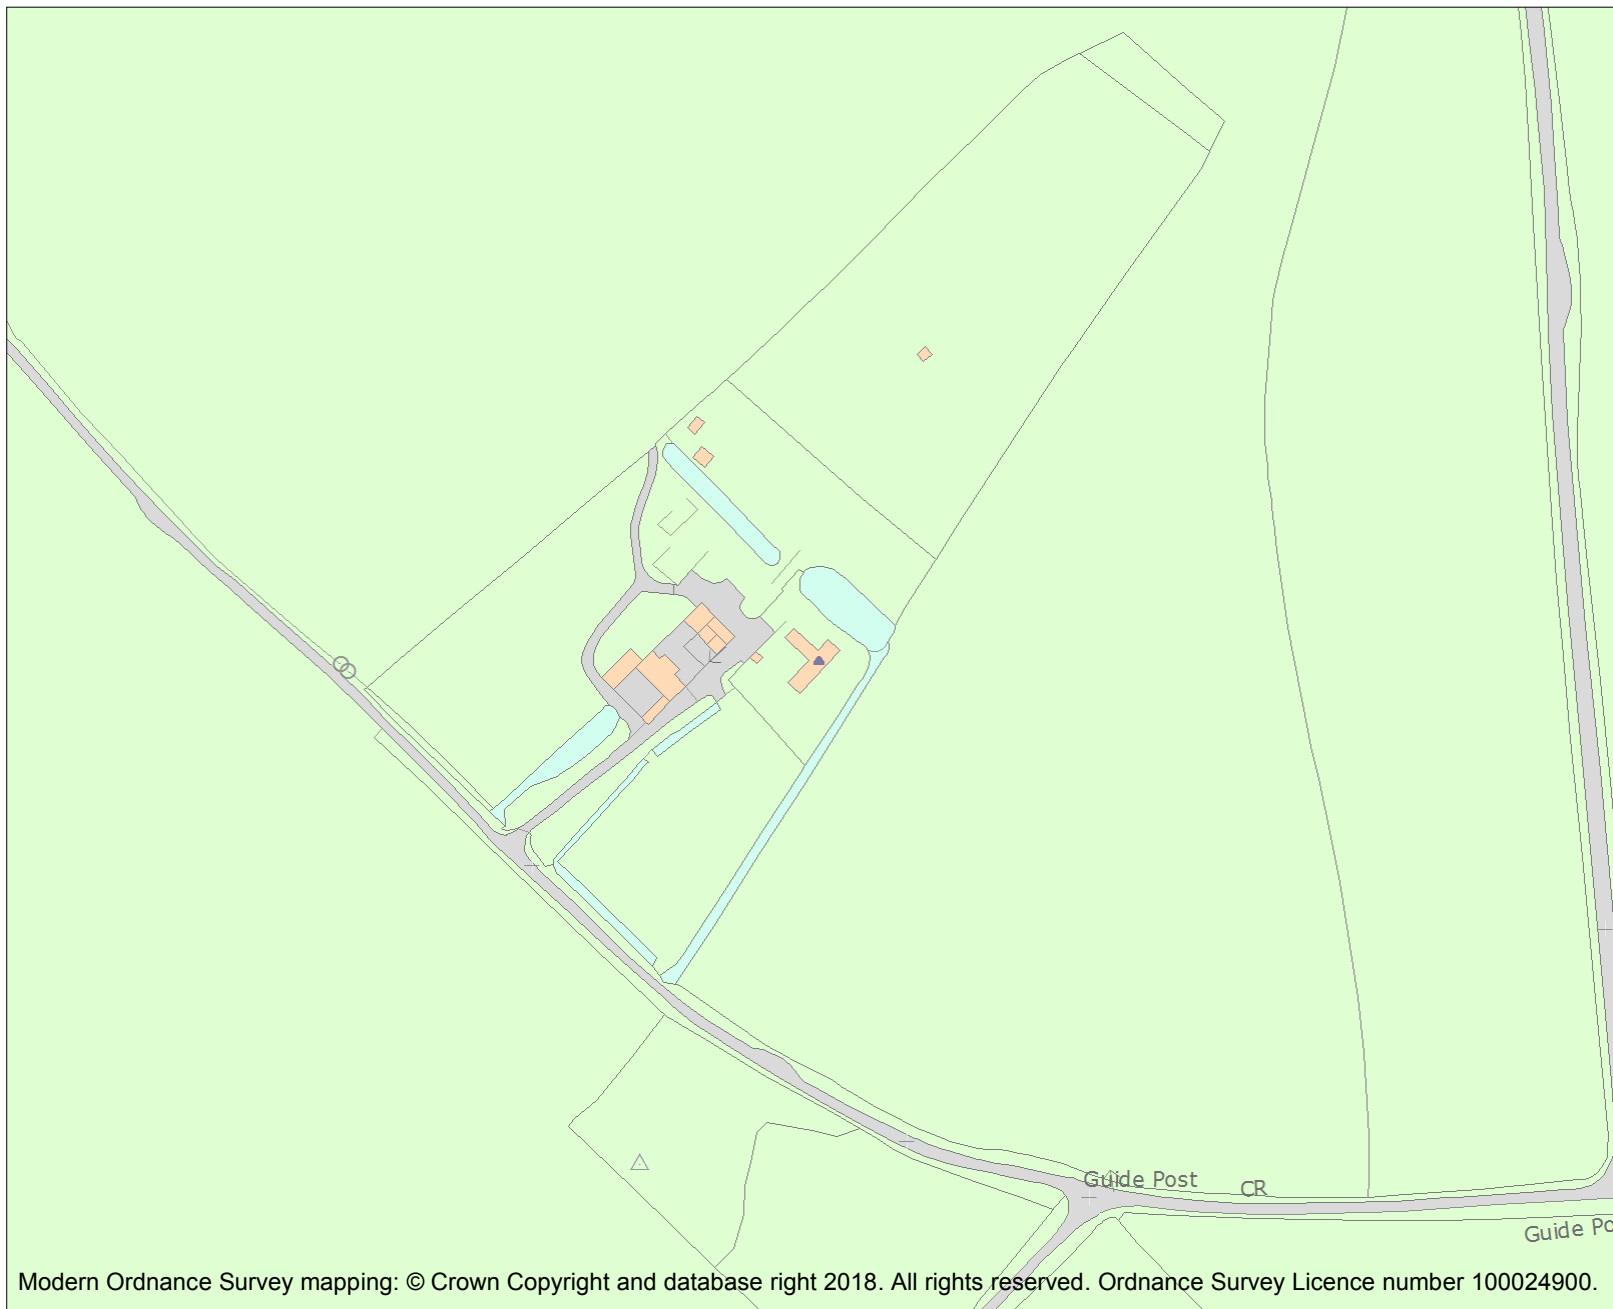 Guide Post
CR
Guide Po
Modern Ordnance Survey mapping: © Crown Copyright and database right 2018. All rights reserved. Ordnance Survey Licence number 100024900.